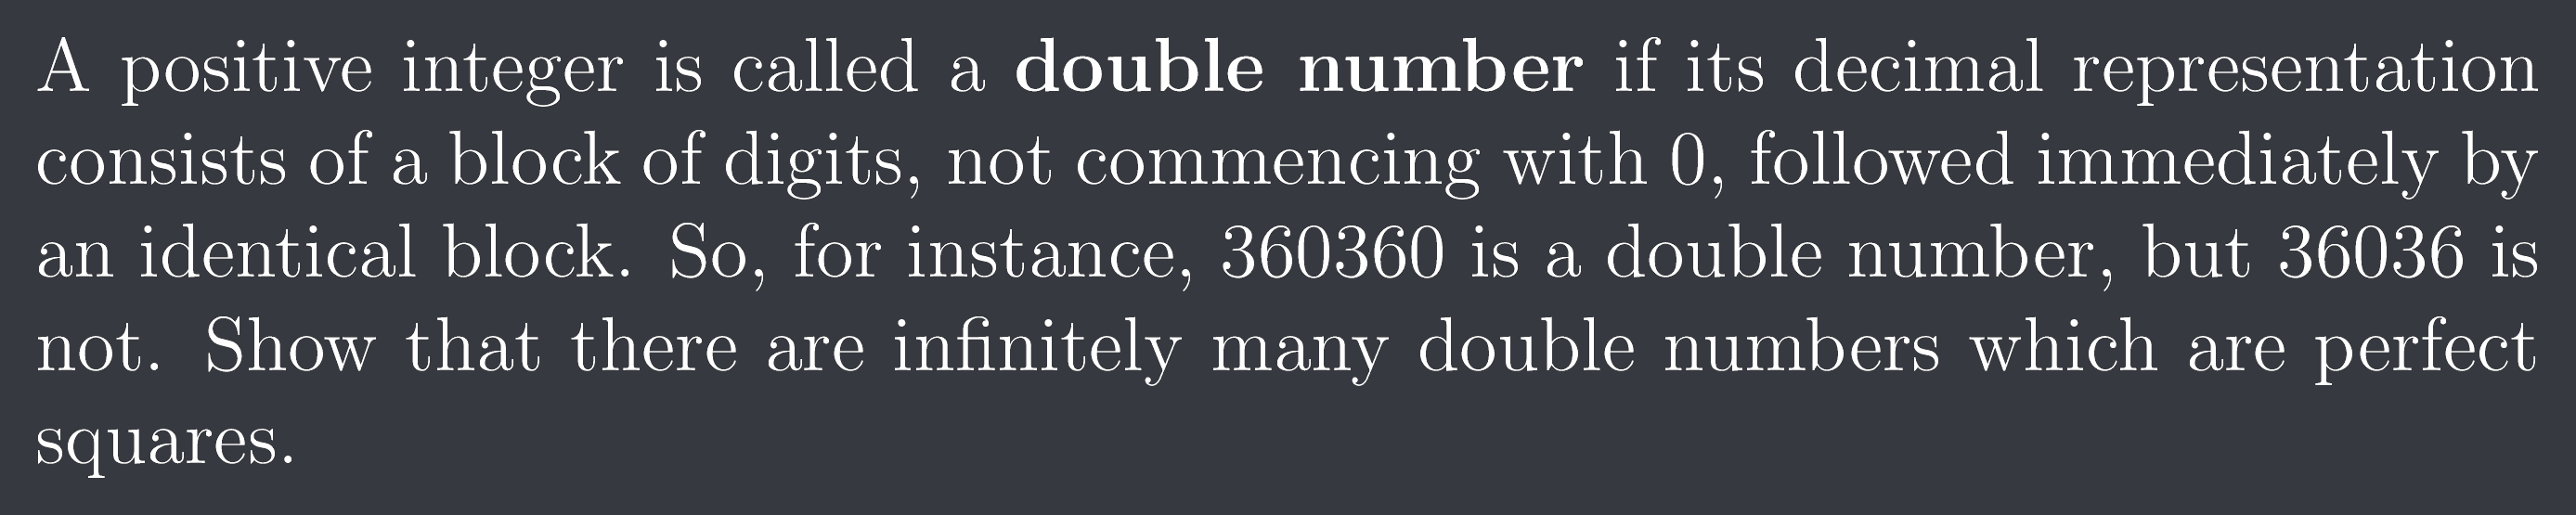 A positive integer is called a double number if its decimal representation
consists of a block of digits, not commencing with 0, followed immediately by
an identical block. So, for instance, 360360 is a double number, but 36036 is
not. Show that there are infinitely many double numbers which are perfect
squares.